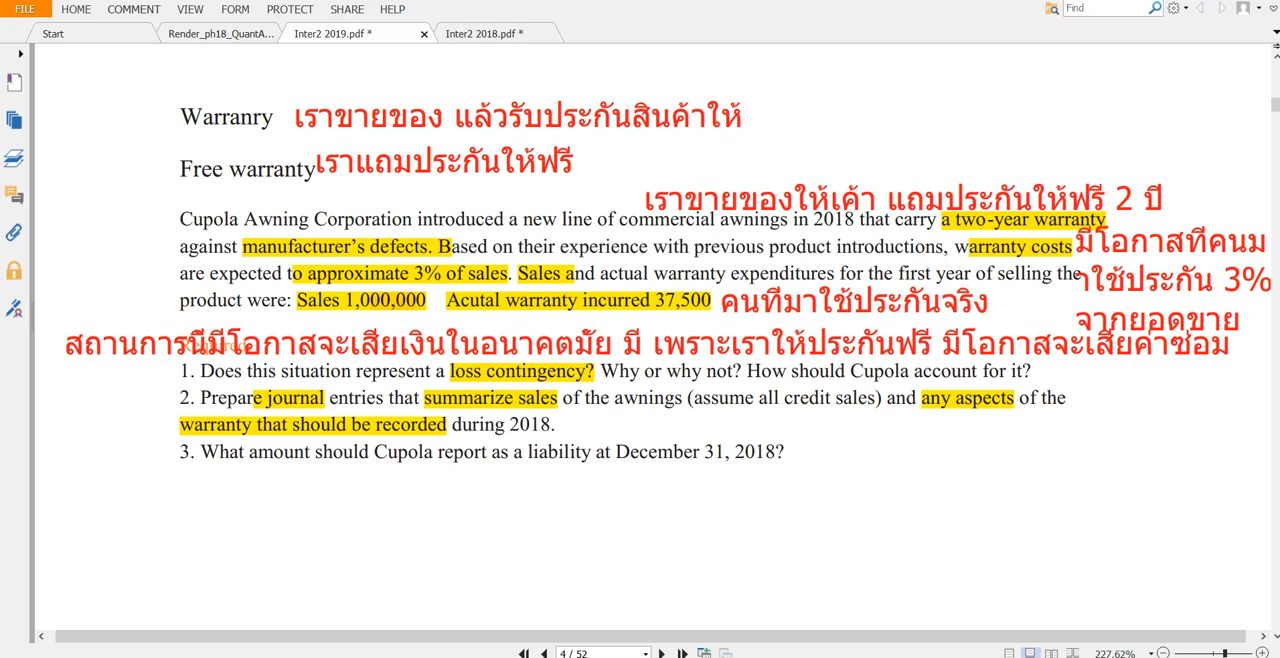 FILE HOME COMMENT VIEW FORM PROTECT SHARE HELP Find
Start Render_ph18_QuantA... Inter2 2019.pdf * Inter2 2018.pdf *
Warranry เราขายของ แล้วรับประกันสินค้าให้
Free warranty เราแถมประกันให้ฟรี
เราขายของให้เค้า แถมประกันให้ฟรี 2 ปี
Cupola Awning Corporation introduced a new line of commercial awnings in 2018 that carry a two-year warranty
against manufacturer's defects. Based on their experience with previous product introductions, warranty costs
are expected to approximate 3% of sales. Sales and actual warranty expenditures for the first year of selling the
product were: Sales 1,000,000 Acutal warranty incurred 37,500 คนที่มาใช้ประกันจริง
มีโอกาสที่คนม
าใช้ประกัน 3%
จากยอดขาย
สถานการณ์นี้มีโอกาสจะเสียเงินในอนาคตมั้ย มี เพราะเราให้ประกันฟรี มีโอกาสจะเสียค่าซ่อม
1. Does this situation represent a loss contingency? Why or why not? How should Cupola account for it?
2. Prepare journal entries that summarize sales of the awnings (assume all credit sales) and any aspects of the
warranty that should be recorded during 2018.
3. What amount should Cupola report as a liability at December 31, 2018?
4 / 52 227.62%